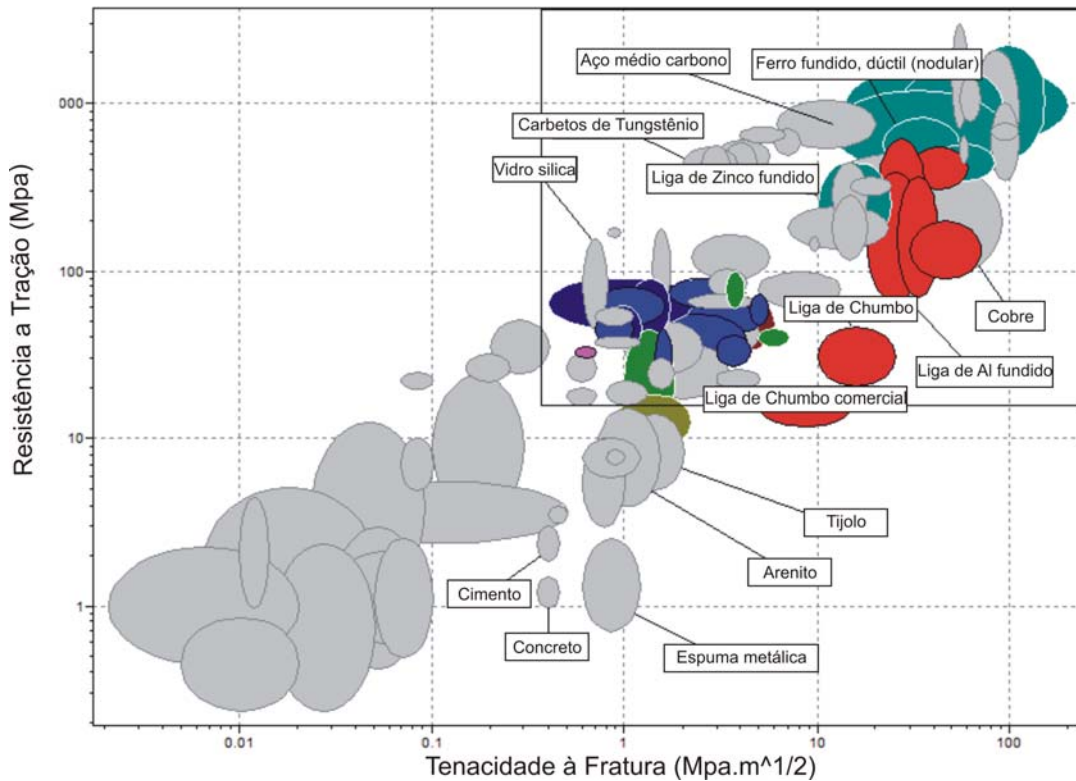 Resistência a Tração (Mpa)
000
100
10
1
Aço médio carbono
Ferro fundido, dúctil (nodular)
Carbetos de Tungstênio
Vidro silica
Liga de Zinco fundido
Liga de Chumbo
Cobre
Liga de Al fundido
Liga de Chumbo comercial
Tijolo
Arenito
Cimento
Concreto
Espuma metálica
0.01
0.1
1
10
100
Tenacidade à Fratura (Mpa.m^1/2)